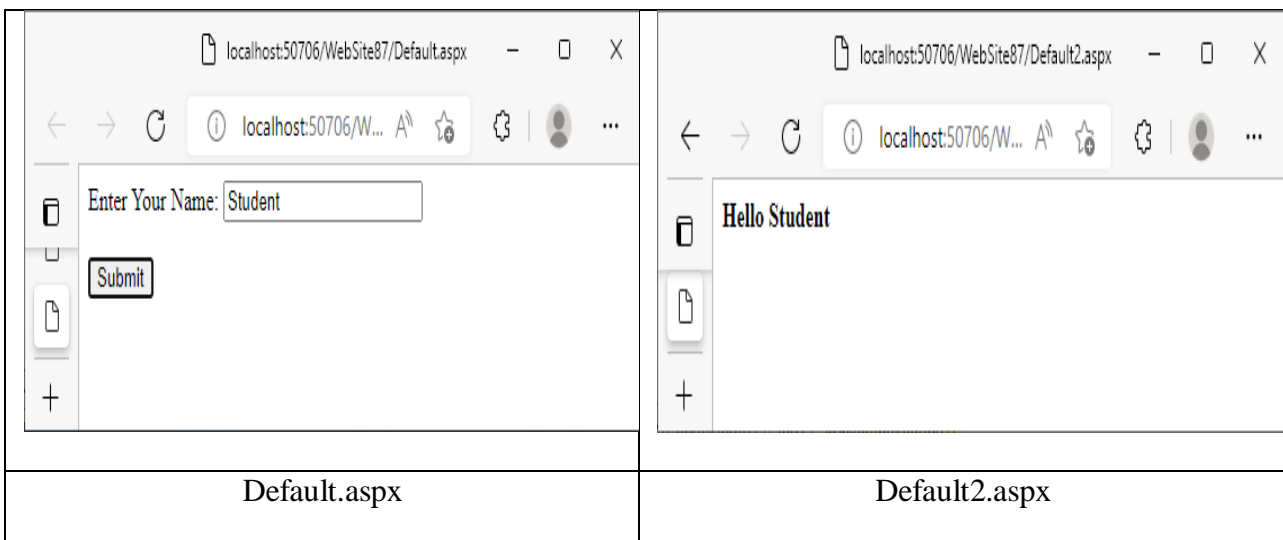 localhost:50706/WebSite87/Default.aspx
localhost:50706/W...
Enter Your Name: Student
Submit
Default.aspx
localhost:50706/WebSite87/Default2.aspx
localhost:50706/W...
Hello Student
Default2.aspx